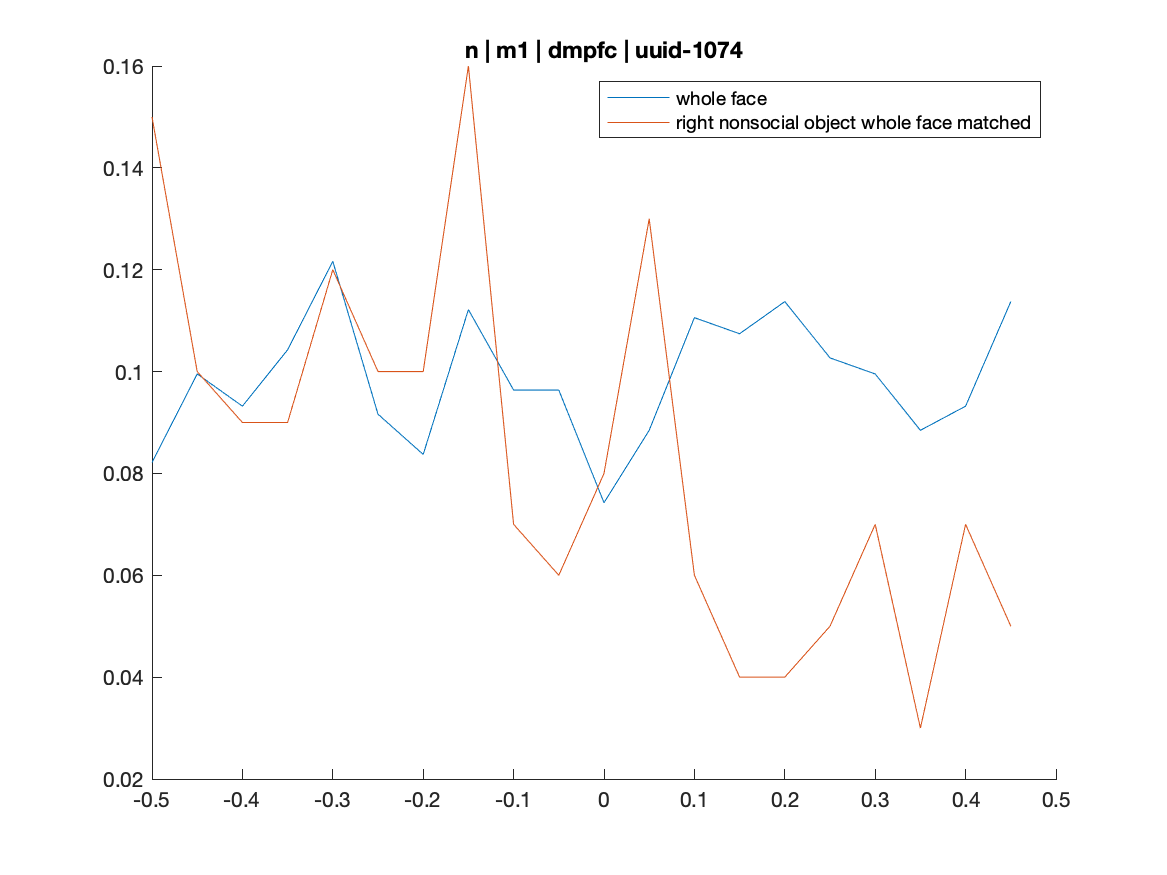 n | m1 | dmpfc | uuid-1074
0.16
whole face
right nonsocial object whole face matched
0.14
0.12
0.1
0.08
0.06
0.04
0.02
-0.5 -0.4 -0.3 -0.2 -0.1 0 0.1 0.2 0.3 0.4 0.5